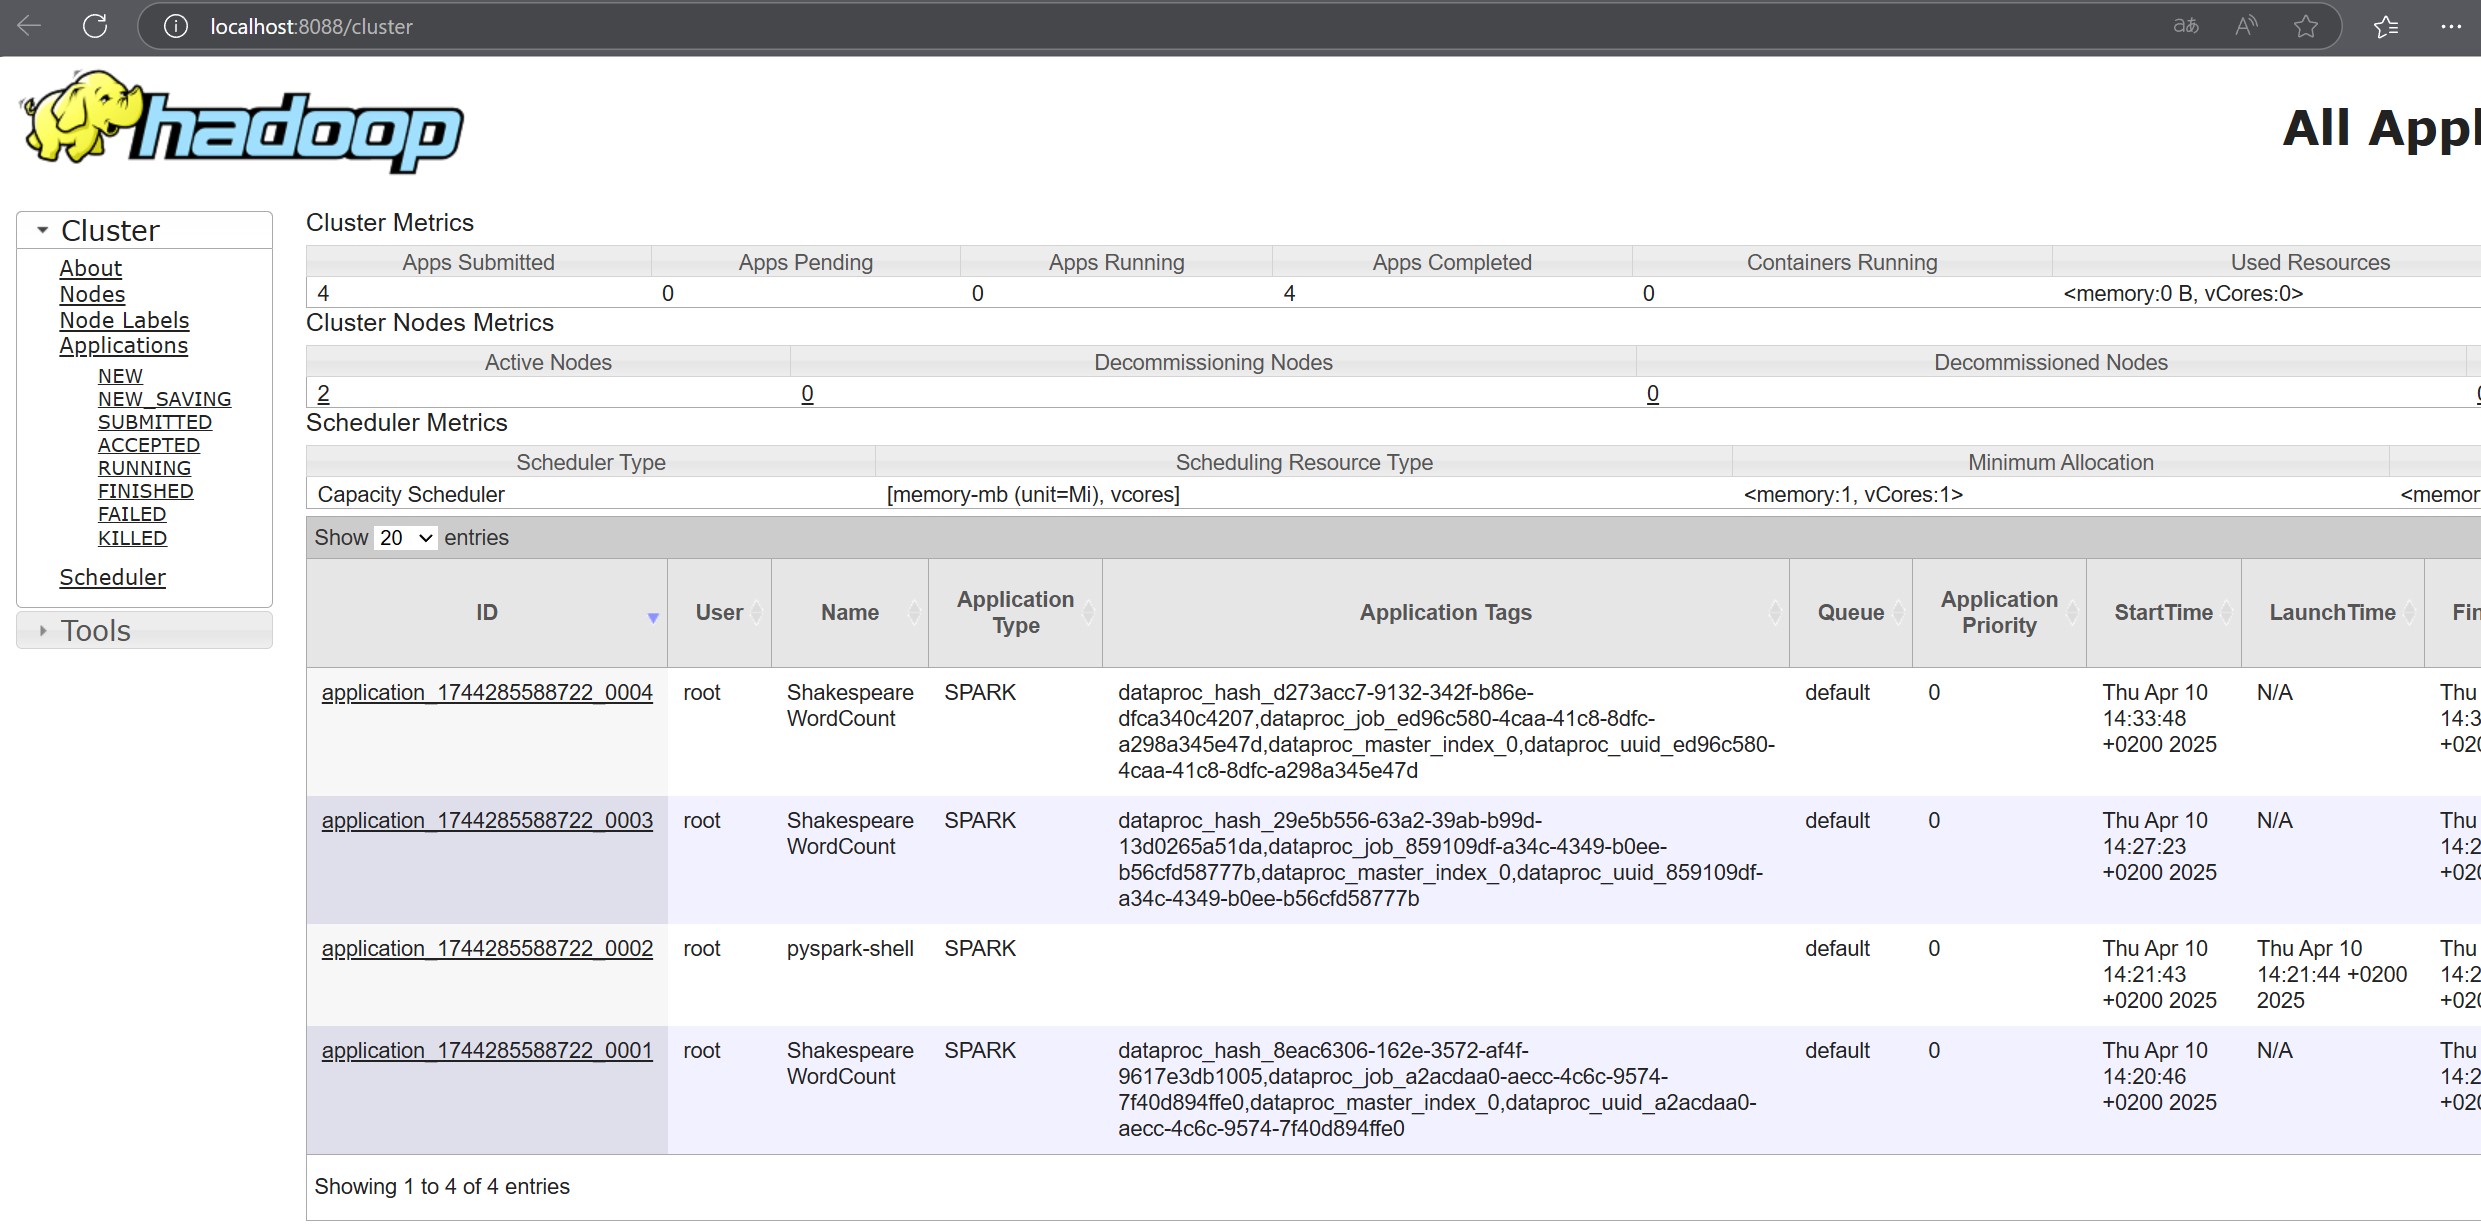 localhost:8088/cluster
hadoop
All Appl
Cluster
About
Nodes
Node Labels
Applications
NEW
NEW_SAVING
SUBMITTED
ACCEPTED
RUNNING
FINISHED
FAILED
KILLED
Scheduler
Tools
Cluster Metrics
Apps Submitted Apps Pending Apps Running Apps Completed Containers Running Used Resources
4 0 0 4 0 <memory:0 B, vCores:0>
Cluster Nodes Metrics
Active Nodes Decommissioning Nodes Decommissioned Nodes
2 0 0
Scheduler Metrics
Scheduler Type Scheduling Resource Type Minimum Allocation
Capacity Scheduler [memory-mb (unit=Mi), vcores] <memory:1, vCores:1> <memor
Show 20 entries
ID User Name Application Type Application Tags Queue Application Priority StartTime LaunchTime Fin
application_1744285588722_0004 root Shakespeare SPARK dataproc_hash_d273acc7-9132-342f-b86e- default 0 Thu Apr 10 N/A Thu
WordCount dfca340c4207,dataproc_job_ed96c580-4caa-41c8-8dfc- 14:33:48 14:3
a298a345e47d,dataproc_master_index_0,dataproc_uuid_ed96c580- +0200 2025 +020
4caa-41c8-8dfc-a298a345e47d
application_1744285588722_0003 root Shakespeare SPARK dataproc_hash_29e5b556-63a2-39ab-b99d- default 0 Thu Apr 10 N/A Thu
WordCount 13d0265a51da,dataproc_job_859109df-a34c-4349-b0ee- 14:27:23 14:2
b56cfd58777b,dataproc_master_index_0,dataproc_uuid_859109df- +0200 2025 +020
a34c-4349-b0ee-b56cfd58777b
application_1744285588722_0002 root pyspark-shell SPARK default 0 Thu Apr 10 Thu Apr 10 Thu
14:21:43 14:21:44 +0200 14:2
+0200 2025 2025 +020
application_1744285588722_0001 root Shakespeare SPARK dataproc_hash_8eac6306-162e-3572-af4f- default 0 Thu Apr 10 N/A Thu
WordCount 9617e3db1005,dataproc_job_a2acdaa0-aecc-4c6c-9574- 14:20:46 14:2
7f40d894ffe0,dataproc_master_index_0,dataproc_uuid_a2acdaa0- +0200 2025 +020
aecc-4c6c-9574-7f40d894ffe0
Showing 1 to 4 of 4 entries